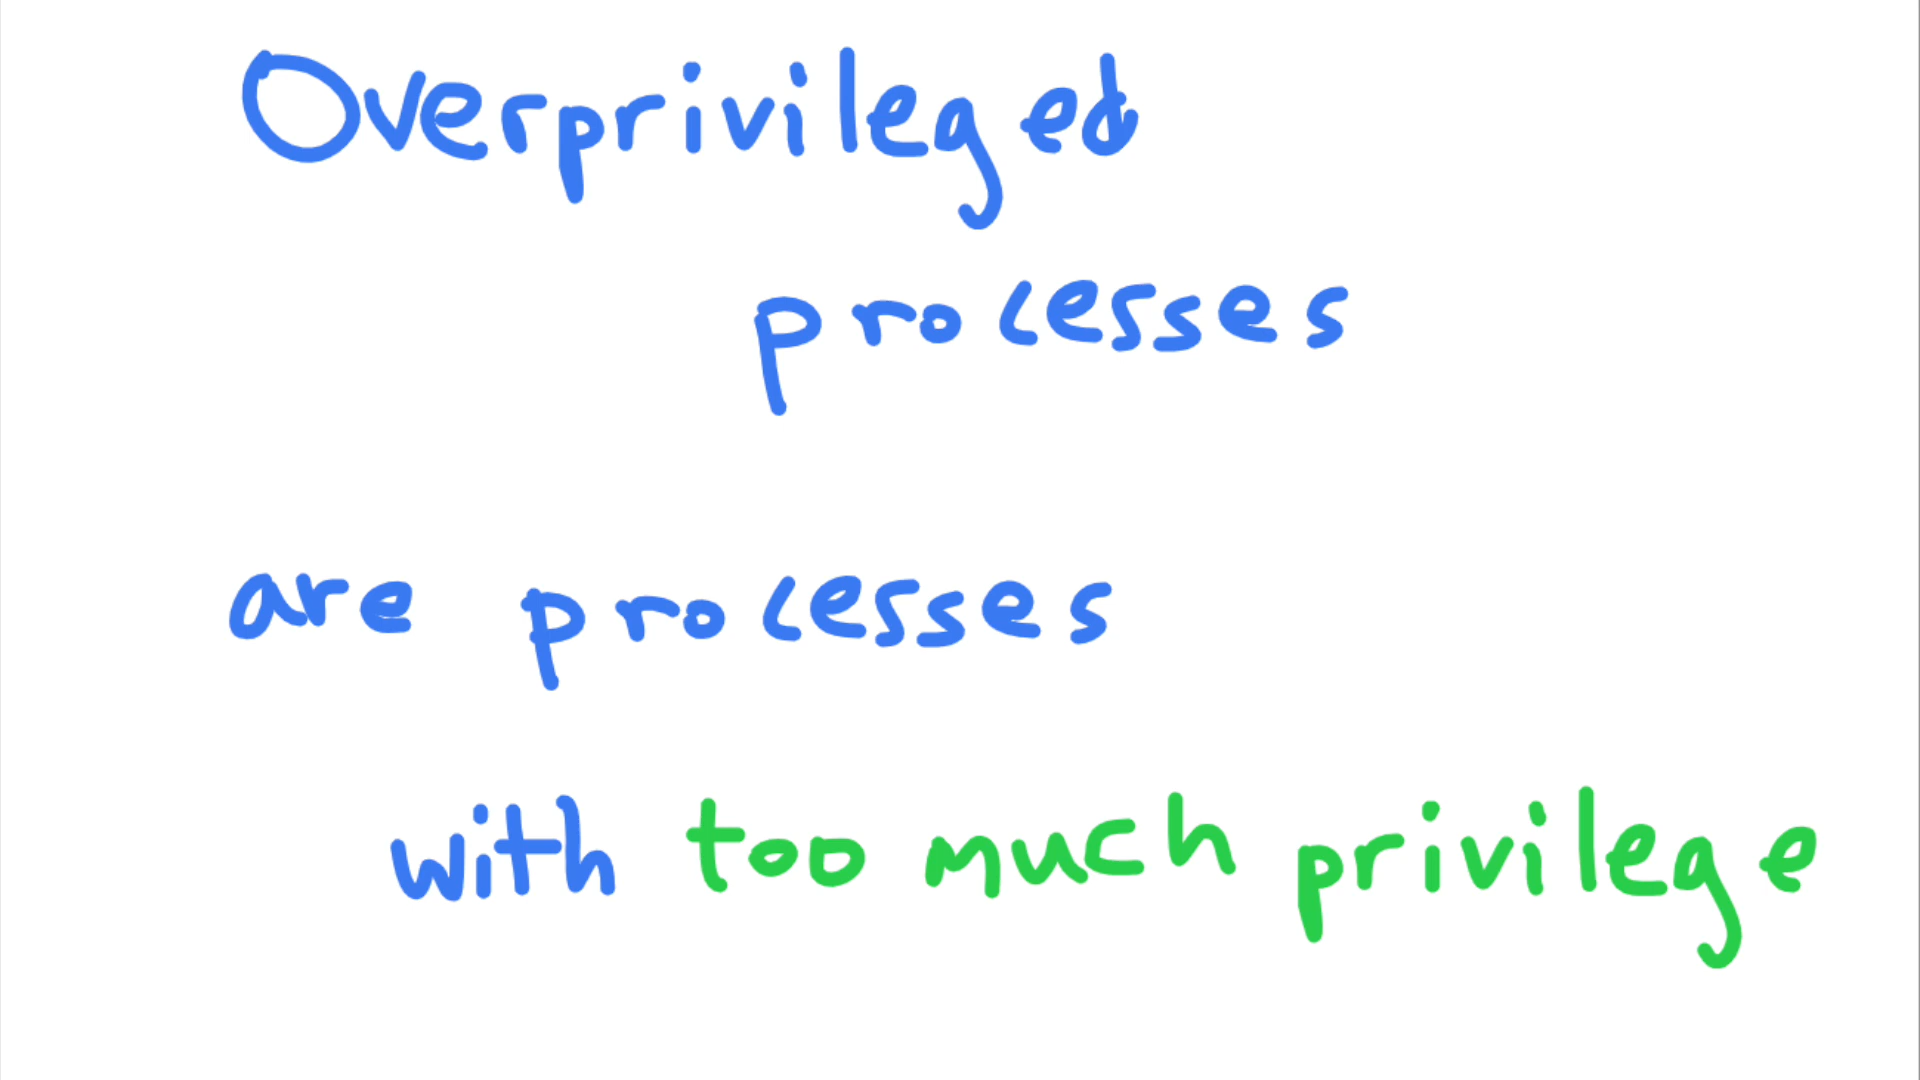 Overprivileged
processes
are processes
with too much privilege